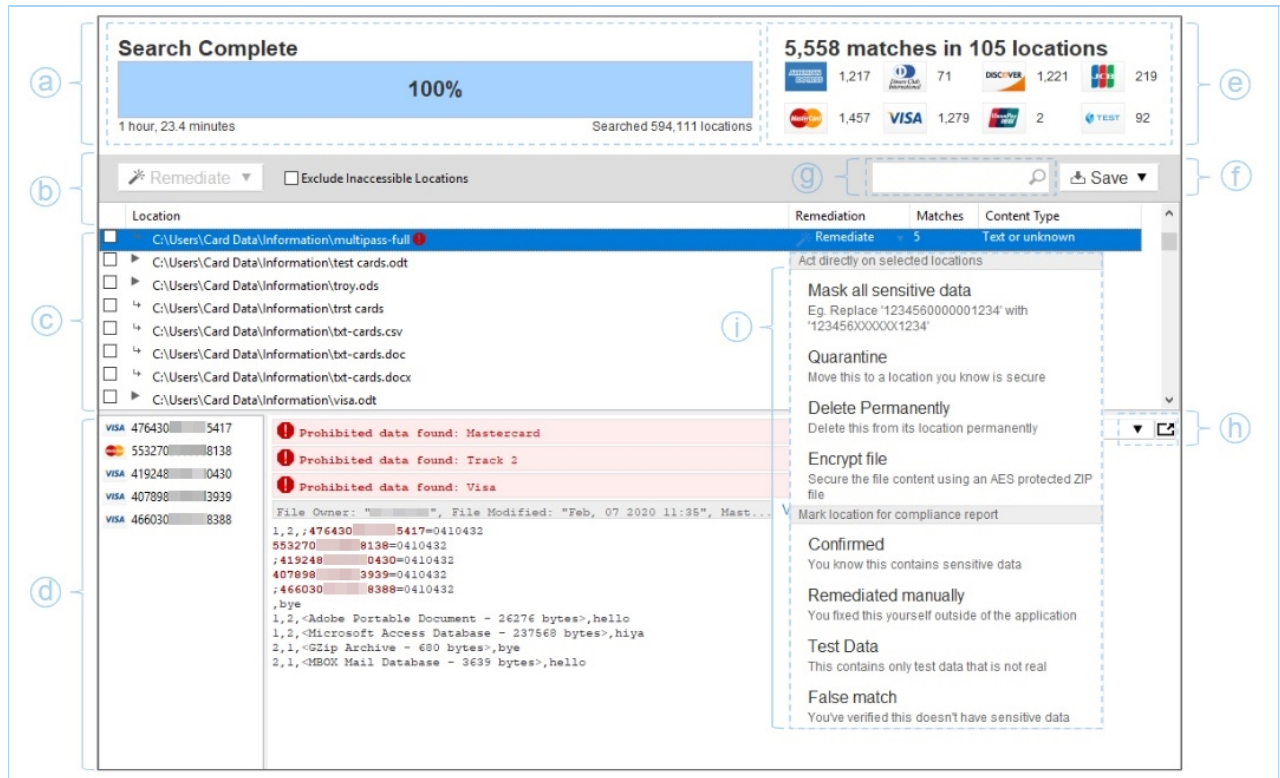 Search Complete
100%
1 hour, 23.4 minutes
Searched 594,111 locations
5,558 matches in 105 locations
AMERICAN EXPRESS 1,217 Diners Club International 71 DISCOVER 1,221 JCB 219
MasterCard 1,457 VISA 1,279 UnionPay 2 TEST 92
a
e
b
Remediate ▼
Exclude Inaccessible Locations
g
Save ▼
f
Location Remediation Matches Content Type
C:\Users\Card Data\Information\multipass-full Remediate 5 Text or unknown
C:\Users\Card Data\Information\test cards.odt
C:\Users\Card Data\Information\troy.ods
C:\Users\Card Data\Information\trst cards
C:\Users\Card Data\Information\txt-cards.csv
C:\Users\Card Data\Information\txt-cards.doc
C:\Users\Card Data\Information\txt-cards.docx
C:\Users\Card Data\Information\visa.odt
c
i
Act directly on selected locations
Mask all sensitive data
Eg. Replace '1234560000001234' with
'123456XXXXXX1234'
Quarantine
Move this to a location you know is secure
Delete Permanently
Delete this from its location permanently
Encrypt file
Secure the file content using an AES protected ZIP
file
Mark location for compliance report
Confirmed
You know this contains sensitive data
Remediated manually
You fixed this yourself outside of the application
Test Data
This contains only test data that is not real
False match
You've verified this doesn't have sensitive data
h
d
VISA 476430 5417
553270 8138
VISA 419248 0430
VISA 407898 3939
VISA 466030 8388
Prohibited data found: Mastercard
Prohibited data found: Track 2
Prohibited data found: Visa
File Owner: " ", File Modified: "Feb, 07 2020 11:35", Mast... V
1,2,;476430 5417=0410432
553270 8138=0410432
;419248 0430=0410432
407898 3939=0410432
;466030 8388=0410432
,bye
1,2,<Adobe Portable Document - 26276 bytes>,hello
1,2,<Microsoft Access Database - 237568 bytes>,hiya
2,1,<GZip Archive - 680 bytes>,bye
2,1,<MBOX Mail Database - 3639 bytes>,hello